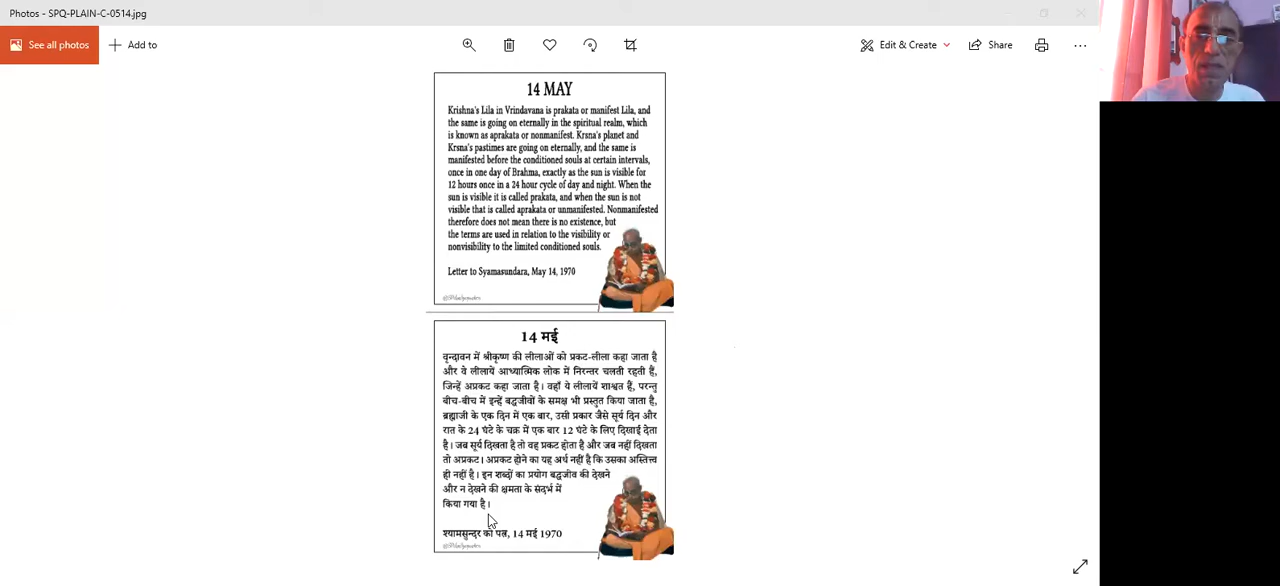 Photos - SPQ-PLAIN-C-0514.jpg
See all photos
Add to
Edit & Create
Share
14 MAY
Krishna's Lila in Vrindavana is prakata or manifest Lila, and
the same is going on eternally in the spiritual realm, which
is known as aprakata or nonmanifest. Krsna's planet and
Krsna's pastimes are going on eternally, and the same is
manifested before the conditioned souls at certain intervals,
once in one day of Brahma, exactly as the sun is visible for
12 hours once in a 24 hour cycle of day and night. When the
sun is visible it is called prakata, and when the sun is not
visible that is called aprakata or unmanifested. Nonmanifested
therefore does not mean there is no existence, but
the terms are used in relation to the visibility or
nonvisibility to the limited conditioned souls.
Letter to Syamasundara, May 14, 1970
14 मई
वृन्दावन में श्रीकृष्ण की लीलाओं को प्रकट-लीला कहा जाता है
और वे लीलायें आध्यात्मिक लोक में निरन्तर चलती रहती हैं,
जिन्हें अप्रकट कहा जाता है। वहाँ ये लीलायें शाश्वत हैं, परन्तु
बीच-बीच में इन्हें बद्धजीवों के समक्ष भी प्रस्तुत किया जाता है,
ब्रह्माजी के एक दिन में एक बार, उसी प्रकार जैसे सूर्य दिन और
रात के 24 घंटे के चक्र में एक बार 12 घंटे के लिए दिखाई देता
है। जब सूर्य दिखता है तो वह प्रकट होता है और जब नहीं दिखता
तो अप्रकट। अप्रकट होने का यह अर्थ नहीं है कि उसका अस्तित्व
ही नहीं है। इन शब्दों का प्रयोग बद्धजीव की देखने
और न देखने की क्षमता के संदर्भ में
किया गया है।
श्यामसुन्दर को पत्र, 14 मई 1970